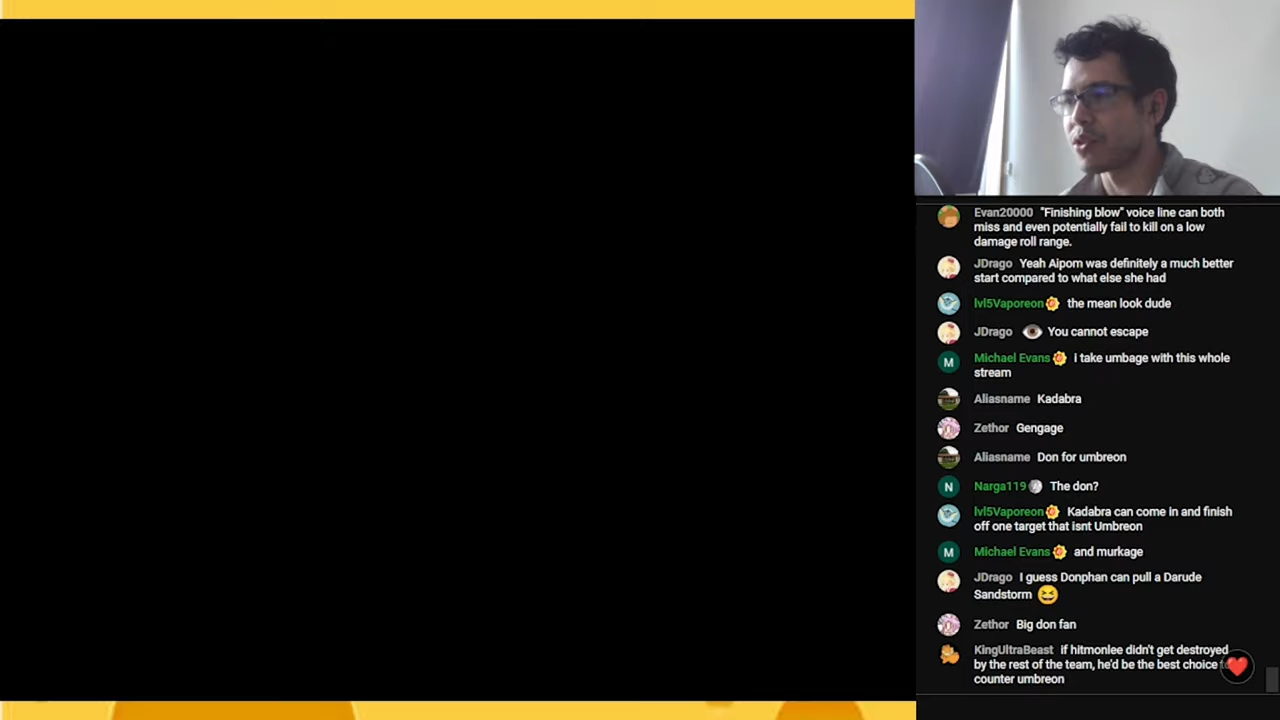 Evan20000 "Finishing blow" voice line can both
miss and even potentially fail to kill on a low
damage roll range.
JDrago Yeah Aipom was definitely a much better
start compared to what else she had
lvl5Vaporeon the mean look dude
JDrago 👁 You cannot escape
M Michael Evans i take umbage with this whole
stream
Aliasname Kadabra
Zethor Gengage
Aliasname Don for umbreon
N Narga119 The don?
lvl5Vaporeon Kadabra can come in and finish
off one target that isnt Umbreon
M Michael Evans and murkage
JDrago I guess Donphan can pull a Darude
Sandstorm 😆
Zethor Big don fan
KingUltraBeast if hitmonlee didn't get destroyed
by the rest of the team, he'd be the best choice
counter umbreon